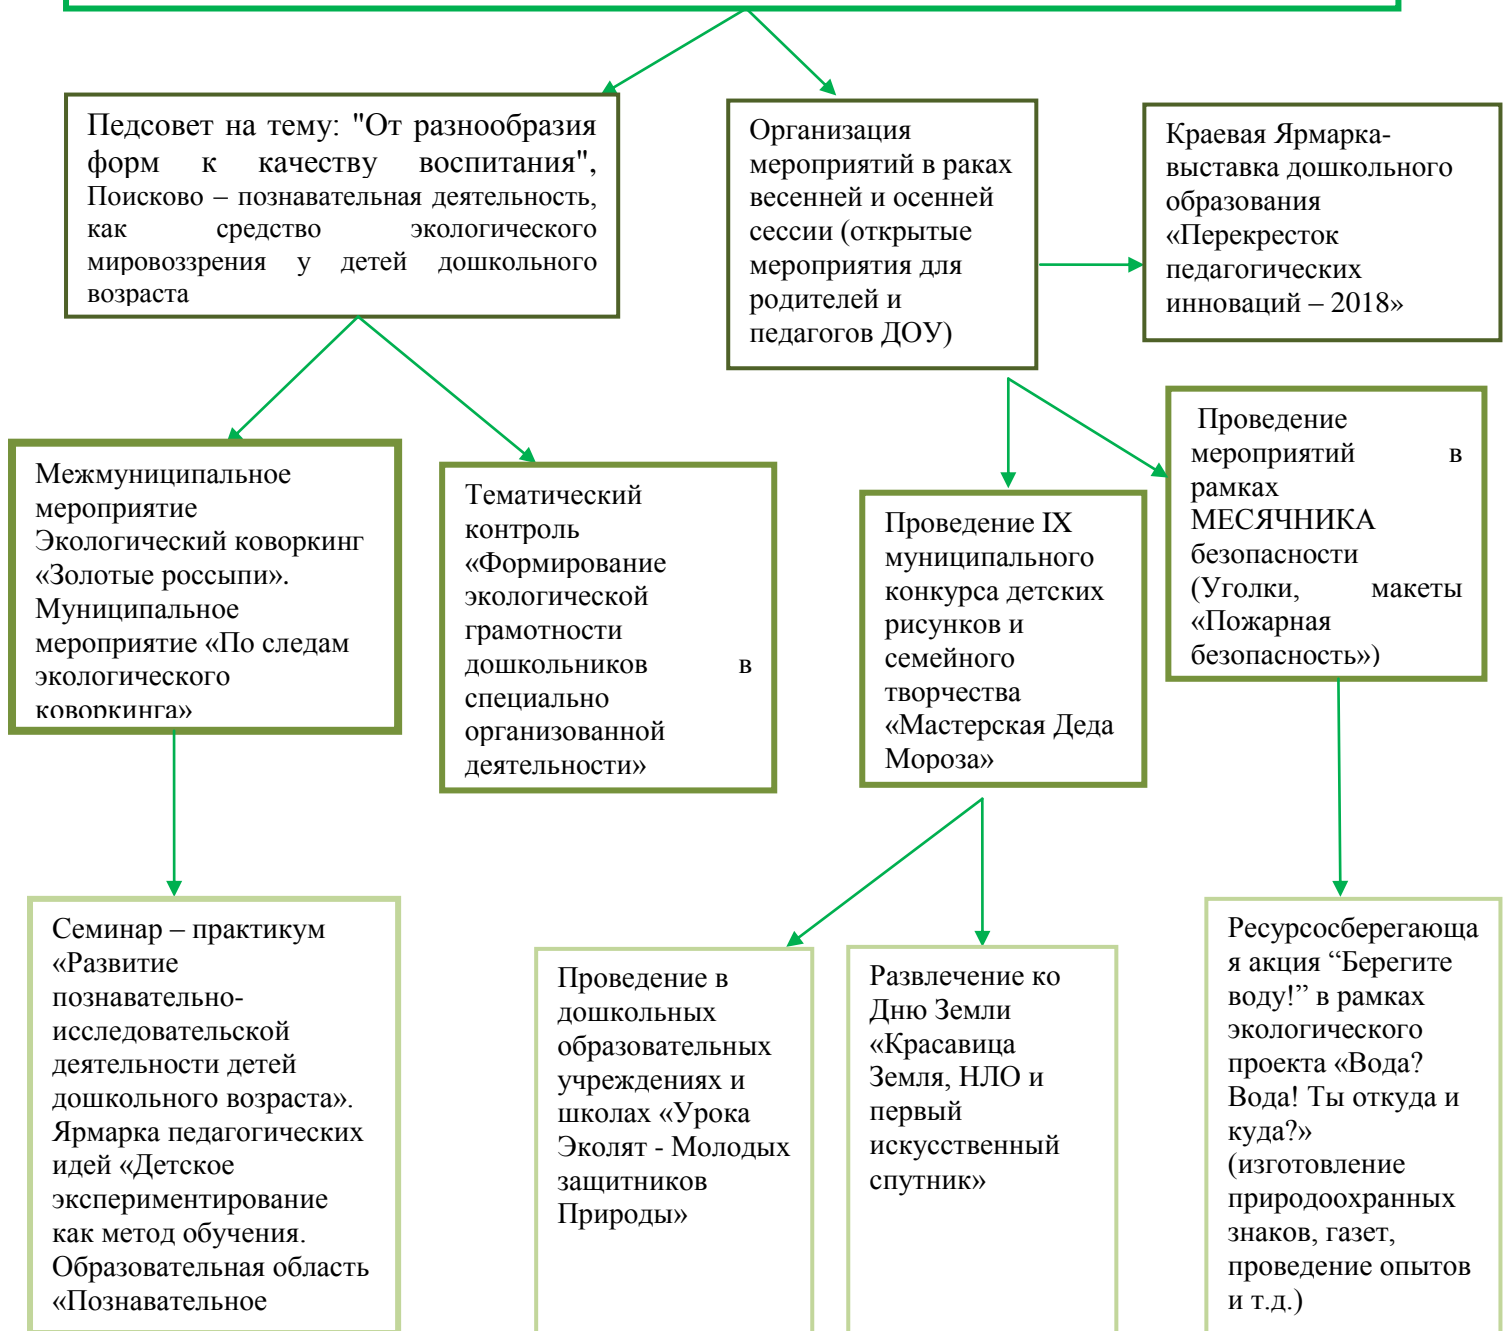 Педсовет на тему: "От разнообразия
форм к качеству воспитания",
Поисково – познавательная деятельность,
как средство экологического
мировоззрения у детей дошкольного
возраста
Организация
мероприятий в раках
весенней и осенней
сессии (открытые
мероприятия для
родителей и
педагогов ДОУ)
Краевая Ярмарка-
выставка дошкольного
образования
«Перекресток
педагогических
инноваций – 2018»
Межмуниципальное
мероприятие
Экологический коворкинг
«Золотые россыпи».
Муниципальное
мероприятие «По следам
экологического
коворкинга»
Тематический
контроль
«Формирование
экологической
грамотности
дошкольников в
специально
организованной
деятельности»
Проведение IX
муниципального
конкурса детских
рисунков и
семейного
творчества
«Мастерская Деда
Мороза»
Проведение
мероприятий в
рамках
МЕСЯЧНИКА
безопасности
(Уголки, макеты
«Пожарная
безопасность»)
Семинар – практикум
«Развитие
познавательно-
исследовательской
деятельности детей
дошкольного возраста».
Ярмарка педагогических
идей «Детское
экспериментирование
как метод обучения.
Образовательная область
«Познавательное
Проведение в
дошкольных
образовательных
учреждениях и
школах «Урока
Эколят - Молодых
защитников
Природы»
Развлечение ко
Дню Земли
«Красавица
Земля, НЛО и
первый
искусственный
спутник»
Ресурсосберегающа
я акция “Берегите
воду!” в рамках
экологического
проекта «Вода?
Вода! Ты откуда и
куда?»
(изготовление
природоохранных
знаков, газет,
проведение опытов
и т.д.)